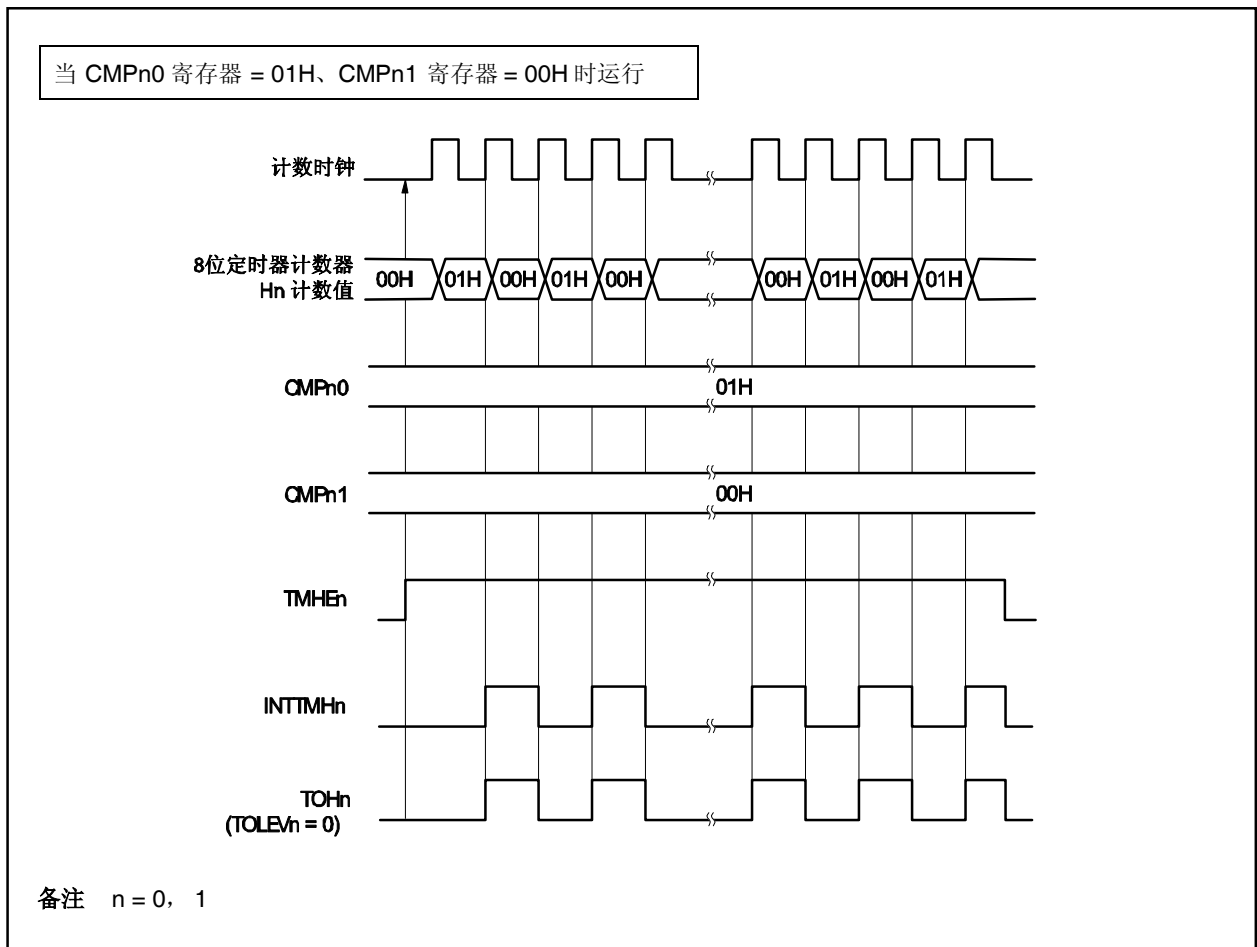 当 CMPn0 寄存器 = 01H、CMPn1 寄存器 = 00H 时运行
计数时钟
8位定时器计数器
Hn 计数值
00H 01H 00H 01H 00H 00H 01H 00H 01H
CMPn0
01H
CMPn1
00H
TMHEn
INTTMHn
TOHn
(TOLEVn = 0)
备注 n = 0， 1